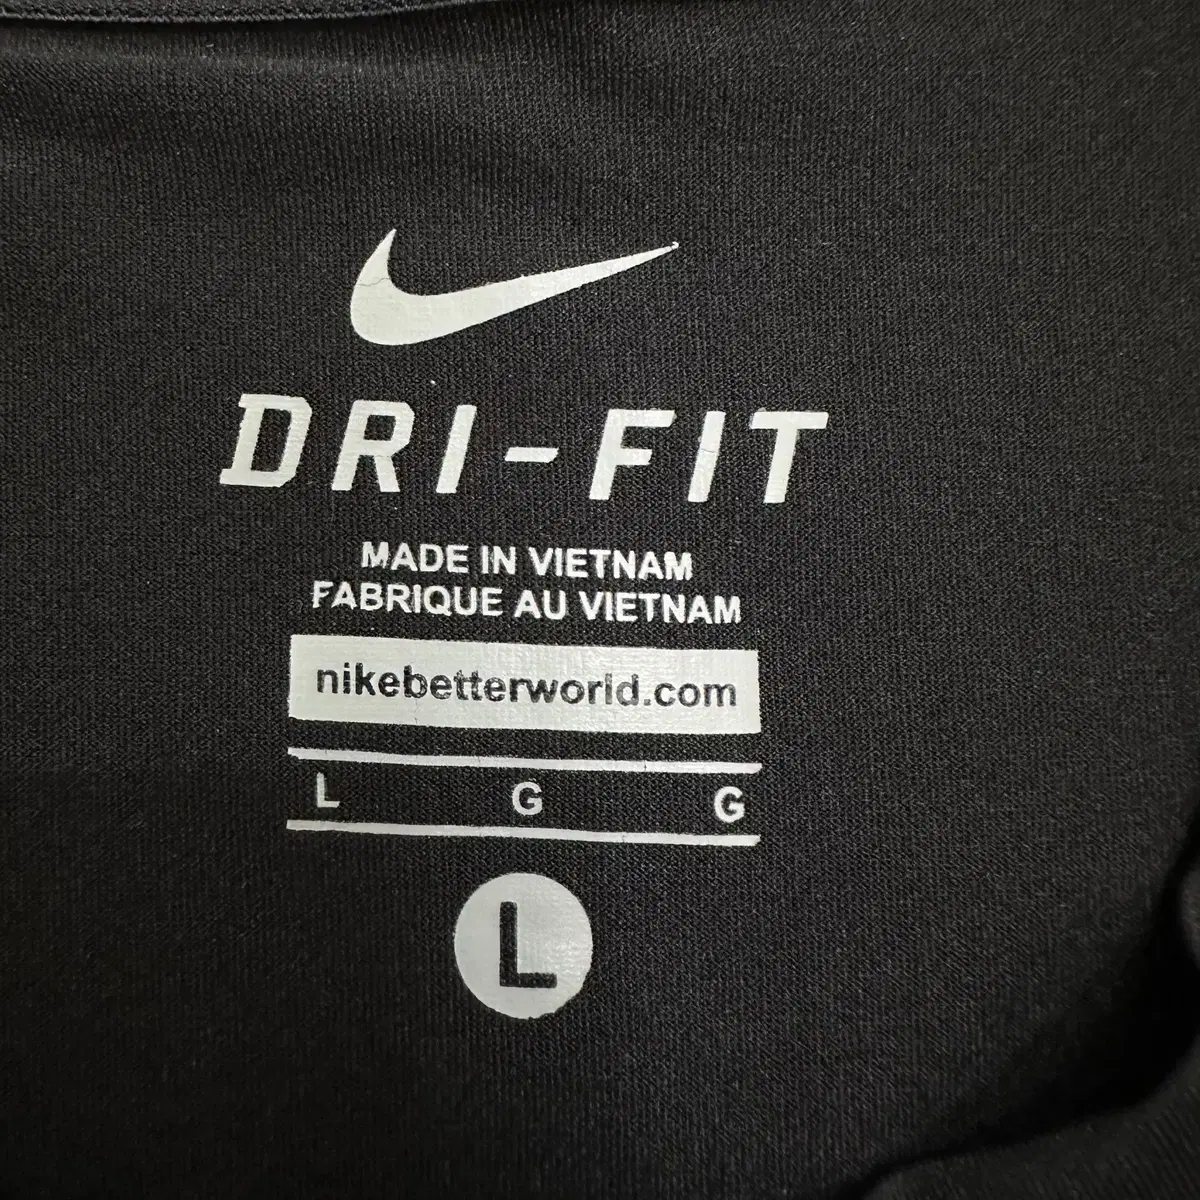 DRI-FIT
MADE IN VIETNAM
FABRIQUE AU VIETNAM
nikebetterworld.com
L G G
L